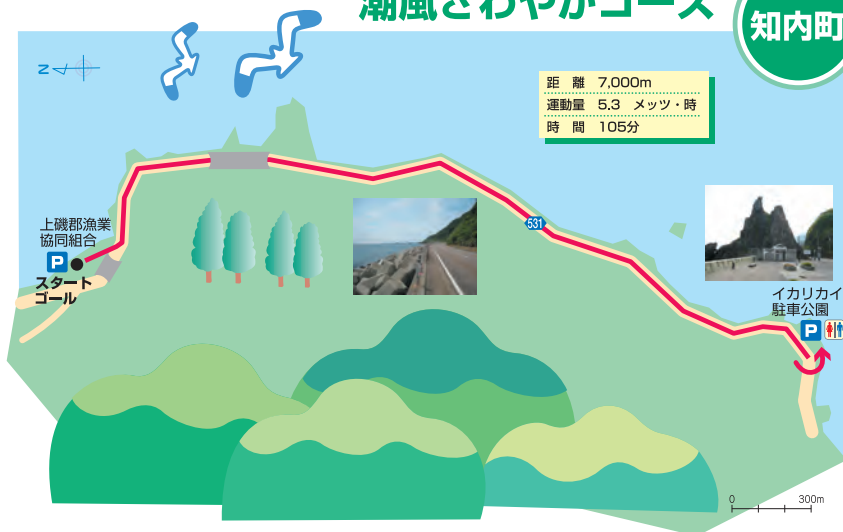 潮風さわやかコース
知内町
N
距　離　7,000m
運動量　5.3　メッツ・時
時　間　105分
上磯郡漁業
協同組合
P
スタート
ゴール
531
イカリカイ
駐車公園
P
0　300m